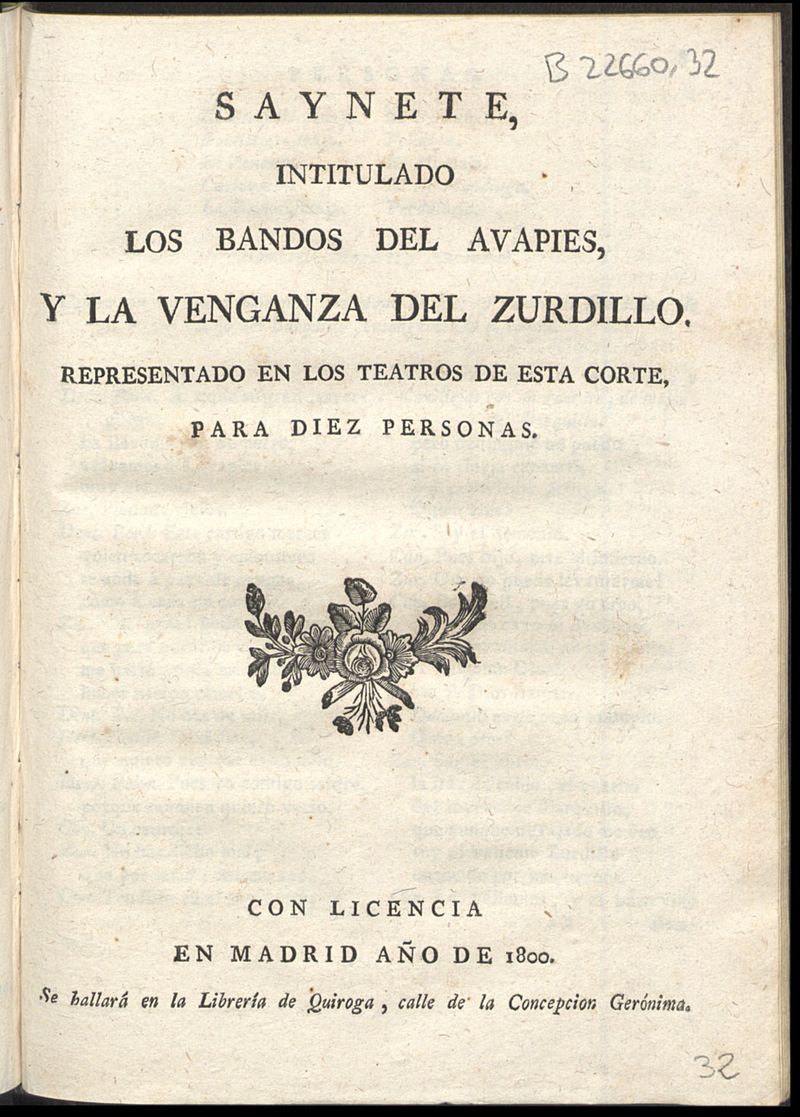 B 22660,32
SAYNETE,
INTITULADO
LOS BANDOS DEL AVAPIES,
Y LA VENGANZA DEL ZURDILLO.
REPRESENTADO EN LOS TEATROS DE ESTA CORTE,
PARA DIEZ PERSONAS.
CON LICENCIA
EN MADRID AÑO DE 1800.
Se hallará en la Librería de Quiroga, calle de la Concepcion Gerónima.
32